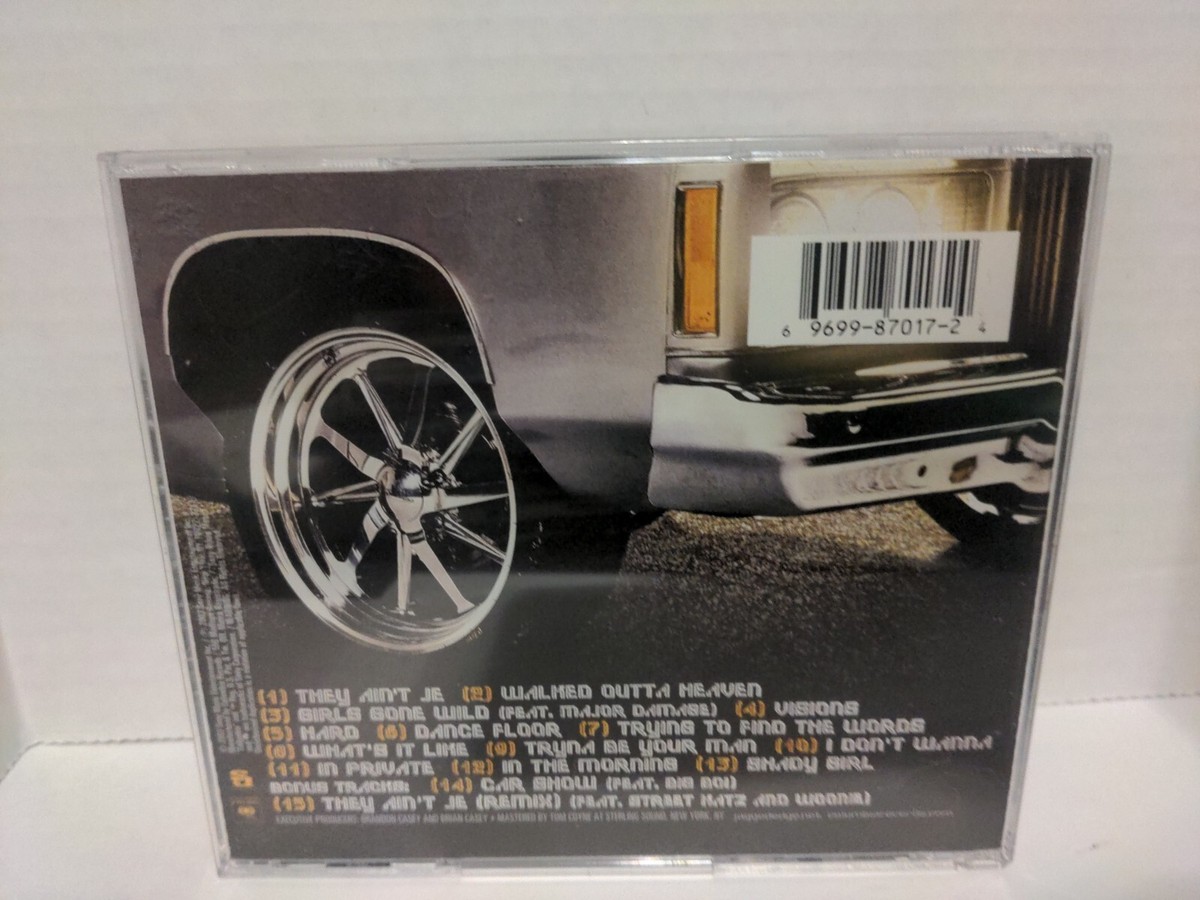 6 9699-87017-2 4
(1) THEY AIN'T JE (2) WALKED OUTTA HEAVEN
(3) GIRLS GONE WILD (FEAT. MAJOR DAMAGE) (4) VISIONS
(5) HARD (6) DANCE FLOOR (7) TRYING TO FIND THE WORDS
(8) WHAT'S IT LIKE (9) TRYNA BE YOUR MAN (10) I DON'T WANNA
(11) IN PRIVATE (12) IN THE MORNING (13) SHADY GIRL
BONUS TRACKS: (14) CAR SHOW (FEAT. BIG BOI)
(15) THEY AIN'T JE (REMIX) (FEAT. STREET KATZ AND WOODIE)
EXECUTIVE PRODUCERS: BRANDON CASEY AND BRIAN CASEY • MASTERED BY TOM COYNE AT STERLING SOUND, NEW YORK, NY